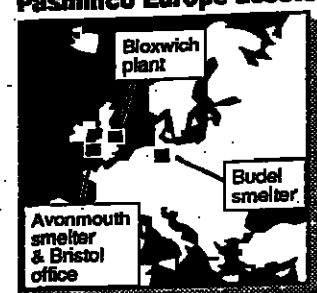 Pasminco Europe assets
Bloxwich
plant
Budel
smelter
Avonmouth
smelter
& Bristol
office